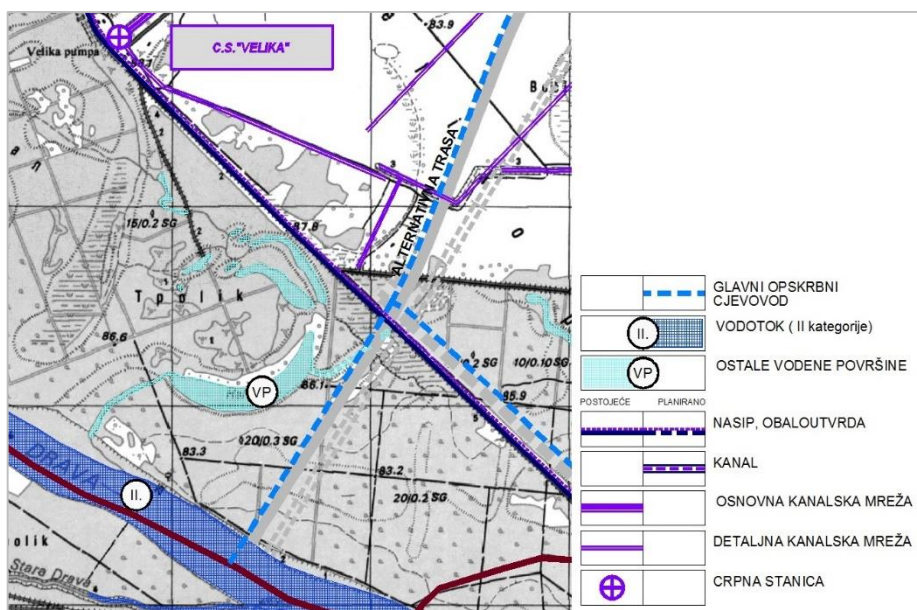 83.9
C.S."VELIKA"
Velika pumpa
ALTERNATIVNA TRASA
15/0.2 SG
87.8
Tpolik
86.6
VP
86.1
10/0.10 SG
85.9
20/0.3 SG
83.3
83.2
20/0.2 SG
DRAVA
II.
olik
Stara Drava
GLAVNI OPSKRBNI
CJEVOVOD
II.
VODOTOK ( II kategorije)
VP
OSTALE VODENE POVRŠINE
POSTOJEĆE
PLANIRANO
NASIP, OBALOUTVRDA
KANAL
OSNOVNA KANALSKA MREŽA
DETALJNA KANALSKA MREŽA
CRPNA STANICA